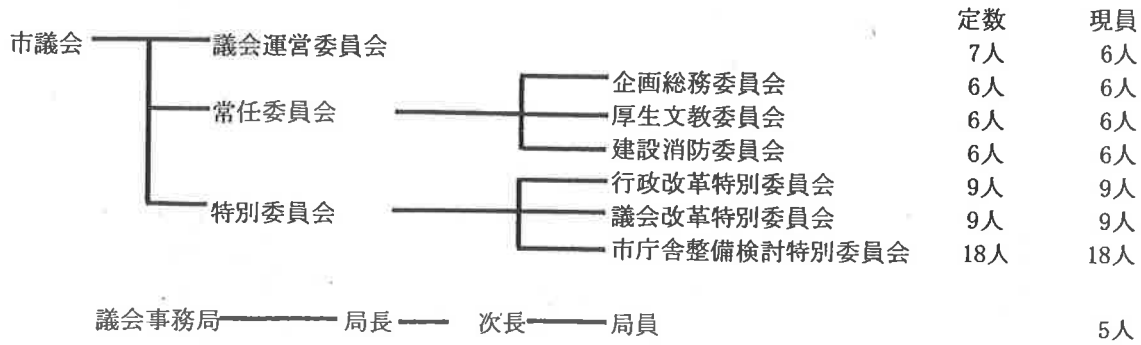 定数 現員
市議会 議会運営委員会 7人 6人
企画総務委員会 6人 6人
常任委員会 厚生文教委員会 6人 6人
建設消防委員会 6人 6人
行政改革特別委員会 9人 9人
特別委員会 議会改革特別委員会 9人 9人
市庁舎整備検討特別委員会 18人 18人
議会事務局 局長 次長 局員 5人